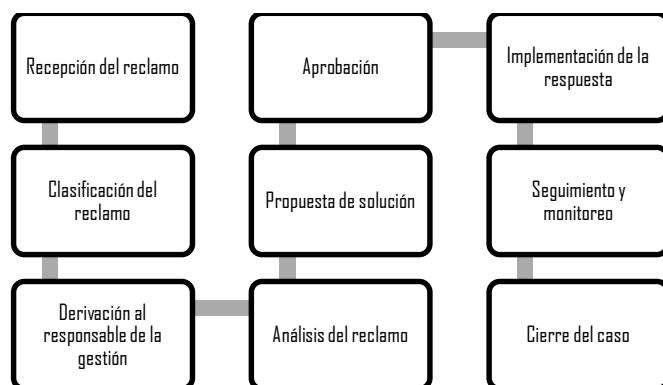 Recepción del reclamo
Clasificación del
reclamo
Derivación al
responsable de la
gestión
Análisis del reclamo
Propuesta de solución
Aprobación
Implementación de la
respuesta
Seguimiento y
monitoreo
Cierre del caso